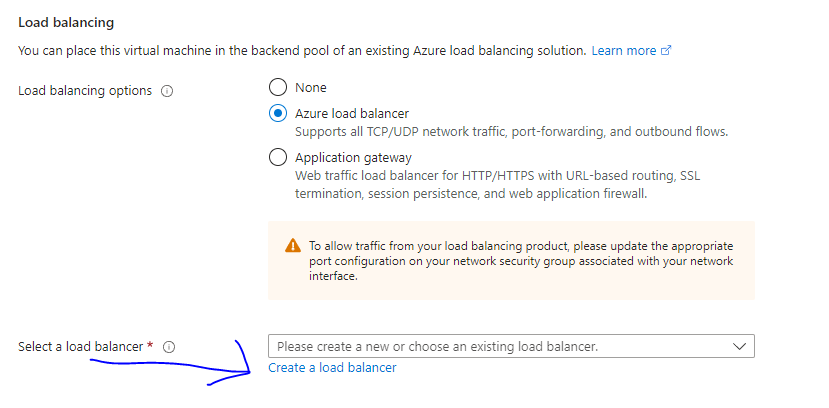 Load balancing
You can place this virtual machine in the backend pool of an existing Azure load balancing solution. Learn more
Load balancing options
None
Azure load balancer
Supports all TCP/UDP network traffic, port-forwarding, and outbound flows.
Application gateway
Web traffic load balancer for HTTP/HTTPS with URL-based routing, SSL
termination, session persistence, and web application firewall.
To allow traffic from your load balancing product, please update the appropriate
port configuration on your network security group associated with your network
interface.
Select a load balancer *
Please create a new or choose an existing load balancer.
Create a load balancer